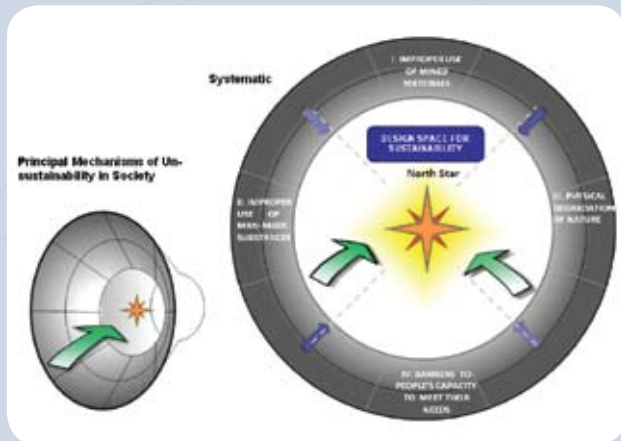 Systematic
Principal Mechanisms of Un-
sustainability in Society
I. IMPROPER USE
OF MINED
MATERIALS
DESIGN SPACE FOR
SUSTAINABILITY
North Star
II. IMPROPER
USE OF
MAN-MADE
SUBSTANCES
III. PHYSICAL
DEGRADATION
OF NATURE
IV. BARRIERS TO
PEOPLE'S CAPACITY
TO MEET THEIR
NEEDS